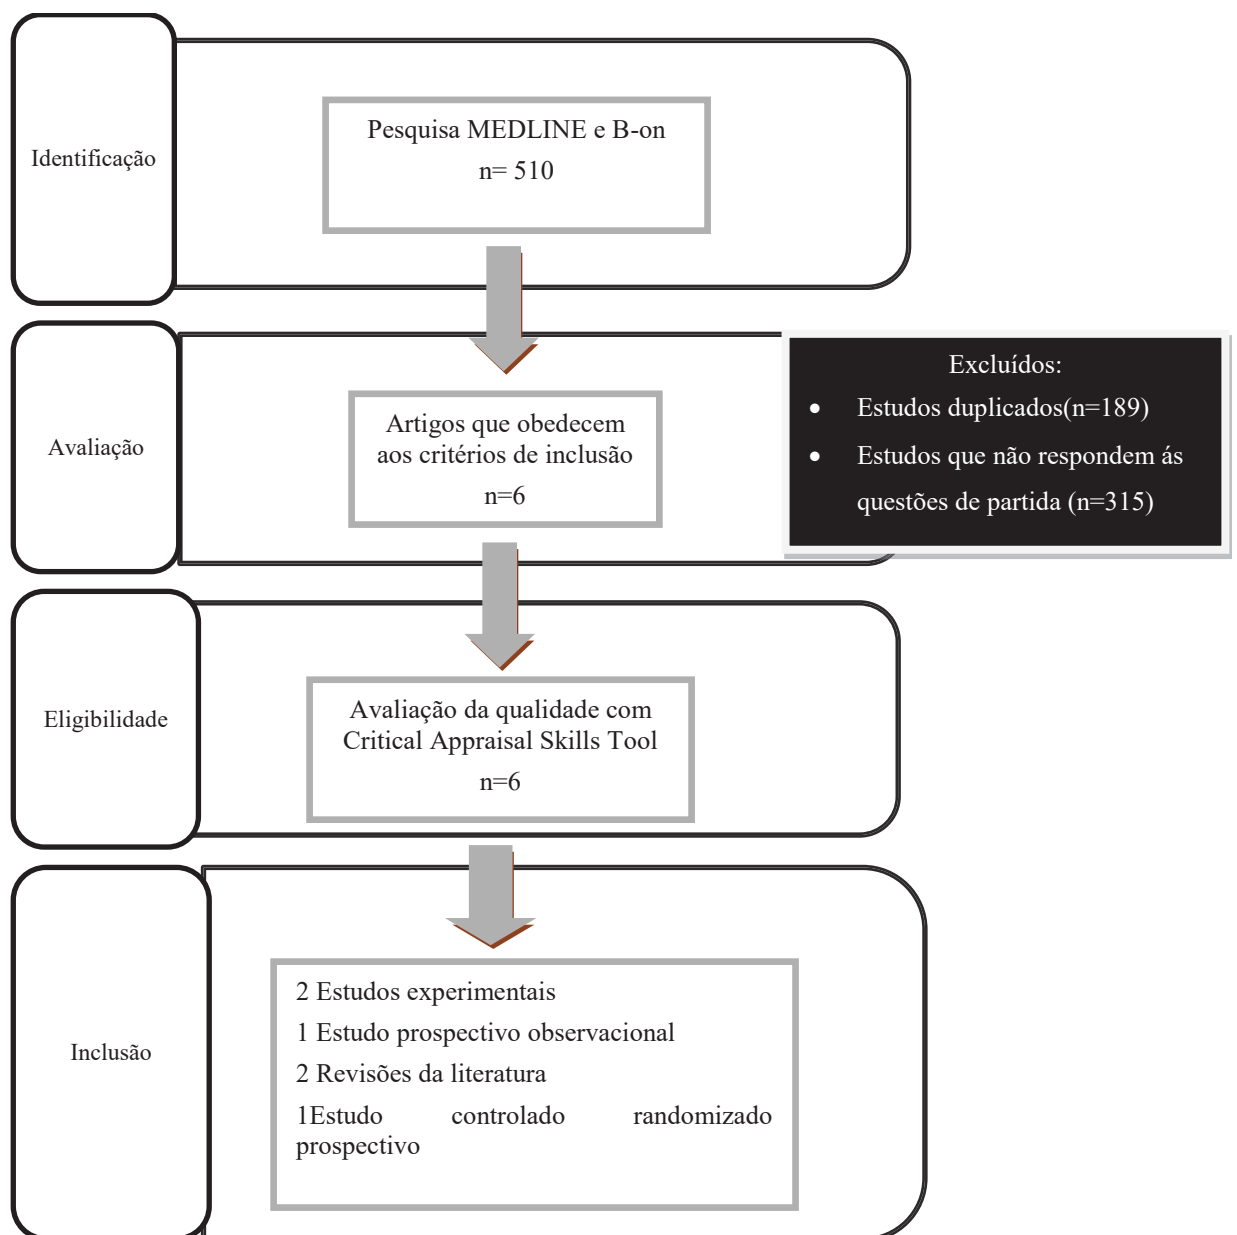 Identificação
Pesquisa MEDLINE e B-on
n= 510
Avaliação
Artigos que obedecem
aos critérios de inclusão
n=6
Excluídos:
• Estudos duplicados(n=189)
• Estudos que não respondem ás
questões de partida (n=315)
Eligibilidade
Avaliação da qualidade com
Critical Appraisal Skills Tool
n=6
Inclusão
2 Estudos experimentais
1 Estudo prospectivo observacional
2 Revisões da literatura
1Estudo controlado randomizado
prospectivo